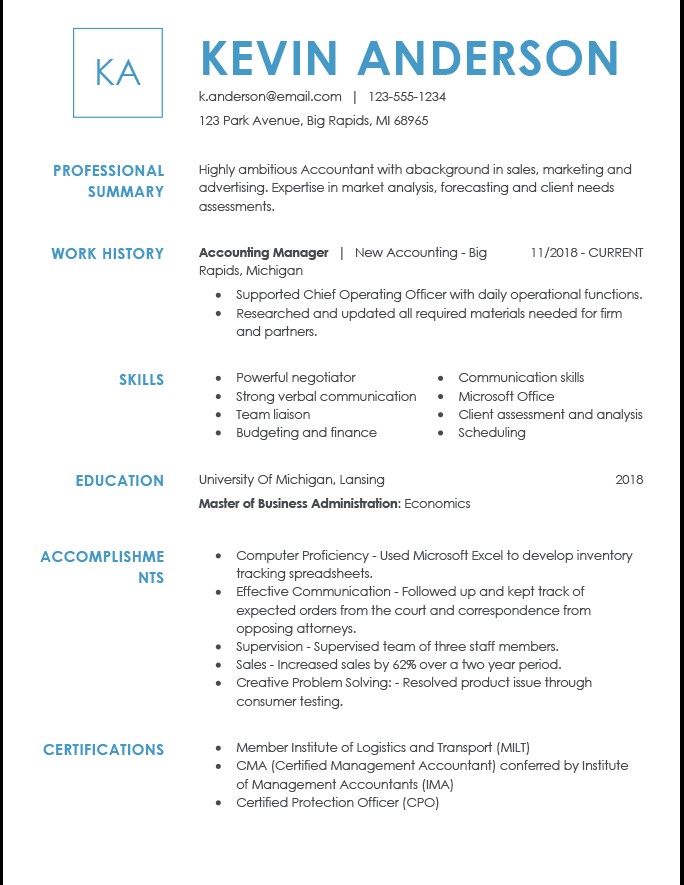 KA
KEVIN ANDERSON
k.anderson@email.com | 123-555-1234
123 Park Avenue, Big Rapids, MI 68965
PROFESSIONAL
SUMMARY
Highly ambitious Accountant with abackground in sales, marketing and
advertising. Expertise in market analysis, forecasting and client needs
assessments.
WORK HISTORY
Accounting Manager | New Accounting - Big
Rapids, Michigan
11/2018 - CURRENT
• Supported Chief Operating Officer with daily operational functions.
• Researched and updated all required materials needed for firm
and partners.
SKILLS
• Powerful negotiator
• Strong verbal communication
• Team liaison
• Budgeting and finance
• Communication skills
• Microsoft Office
• Client assessment and analysis
• Scheduling
EDUCATION
University Of Michigan, Lansing 2018
Master of Business Administration: Economics
ACCOMPLISHME
NTS
• Computer Proficiency - Used Microsoft Excel to develop inventory
tracking spreadsheets.
• Effective Communication - Followed up and kept track of
expected orders from the court and correspondence from
opposing attorneys.
• Supervision - Supervised team of three staff members.
• Sales - Increased sales by 62% over a two year period.
• Creative Problem Solving: - Resolved product issue through
consumer testing.
CERTIFICATIONS
• Member Institute of Logistics and Transport (MILT)
• CMA (Certified Management Accountant) conferred by Institute
of Management Accountants (IMA)
• Certified Protection Officer (CPO)